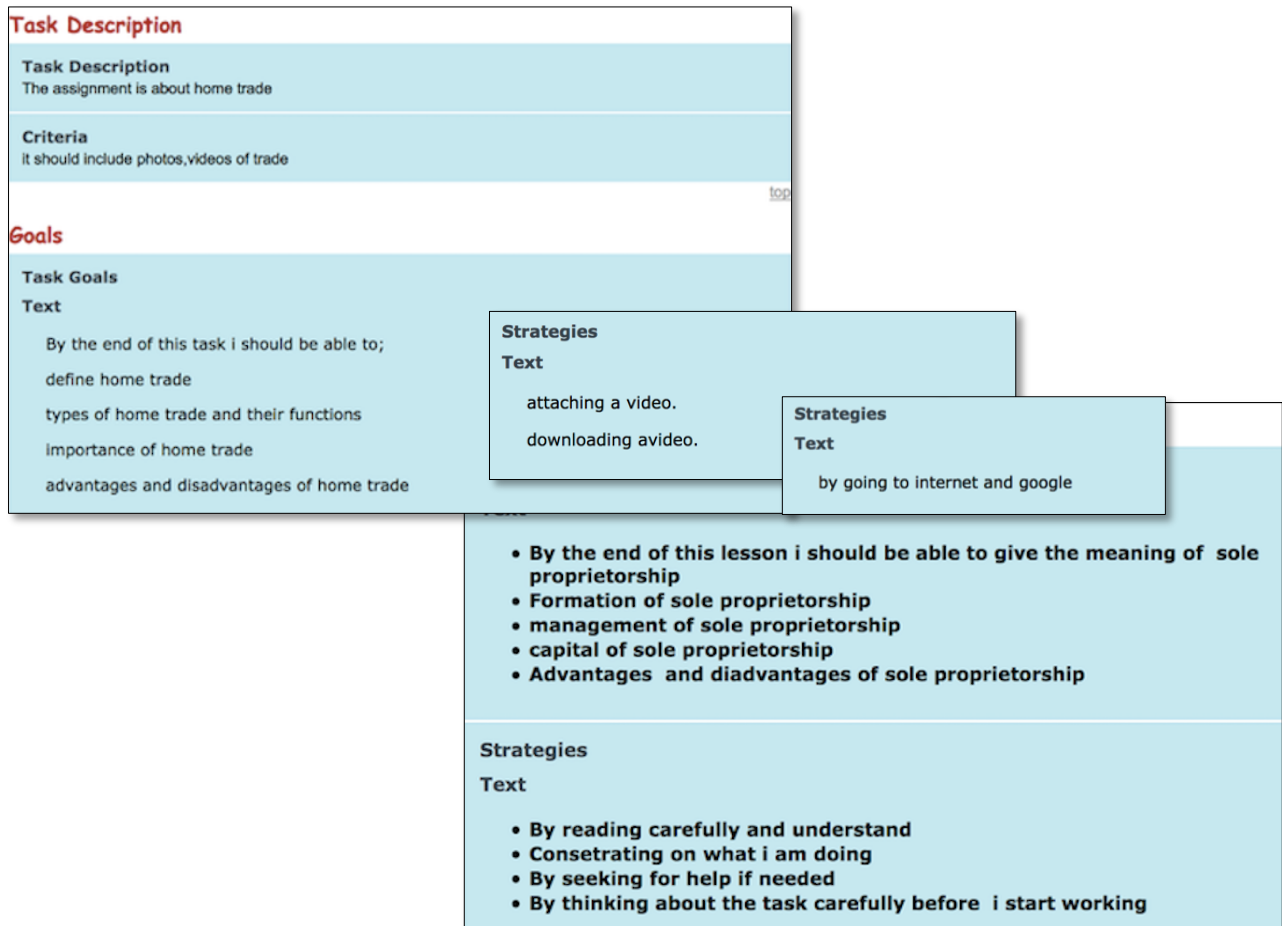 Task Description
Task Description
The assignment is about home trade
Criteria
it should include photos,videos of trade
top
Goals
Task Goals
Text
By the end of this task i should be able to;
define home trade
types of home trade and their functions
importance of home trade
advantages and disadvantages of home trade
Strategies
Text
attaching a video.
downloading avideo.
Strategies
Text
by going to internet and google
• By the end of this lesson i should be able to give the meaning of  sole
proprietorship
• Formation of sole proprietorship
• management of sole proprietorship
• capital of sole proprietorship
• Advantages  and diadvantages of sole proprietorship
Strategies
Text
• By reading carefully and understand
• Consetrating on what i am doing
• By seeking for help if needed
• By thinking about the task carefully before  i start working